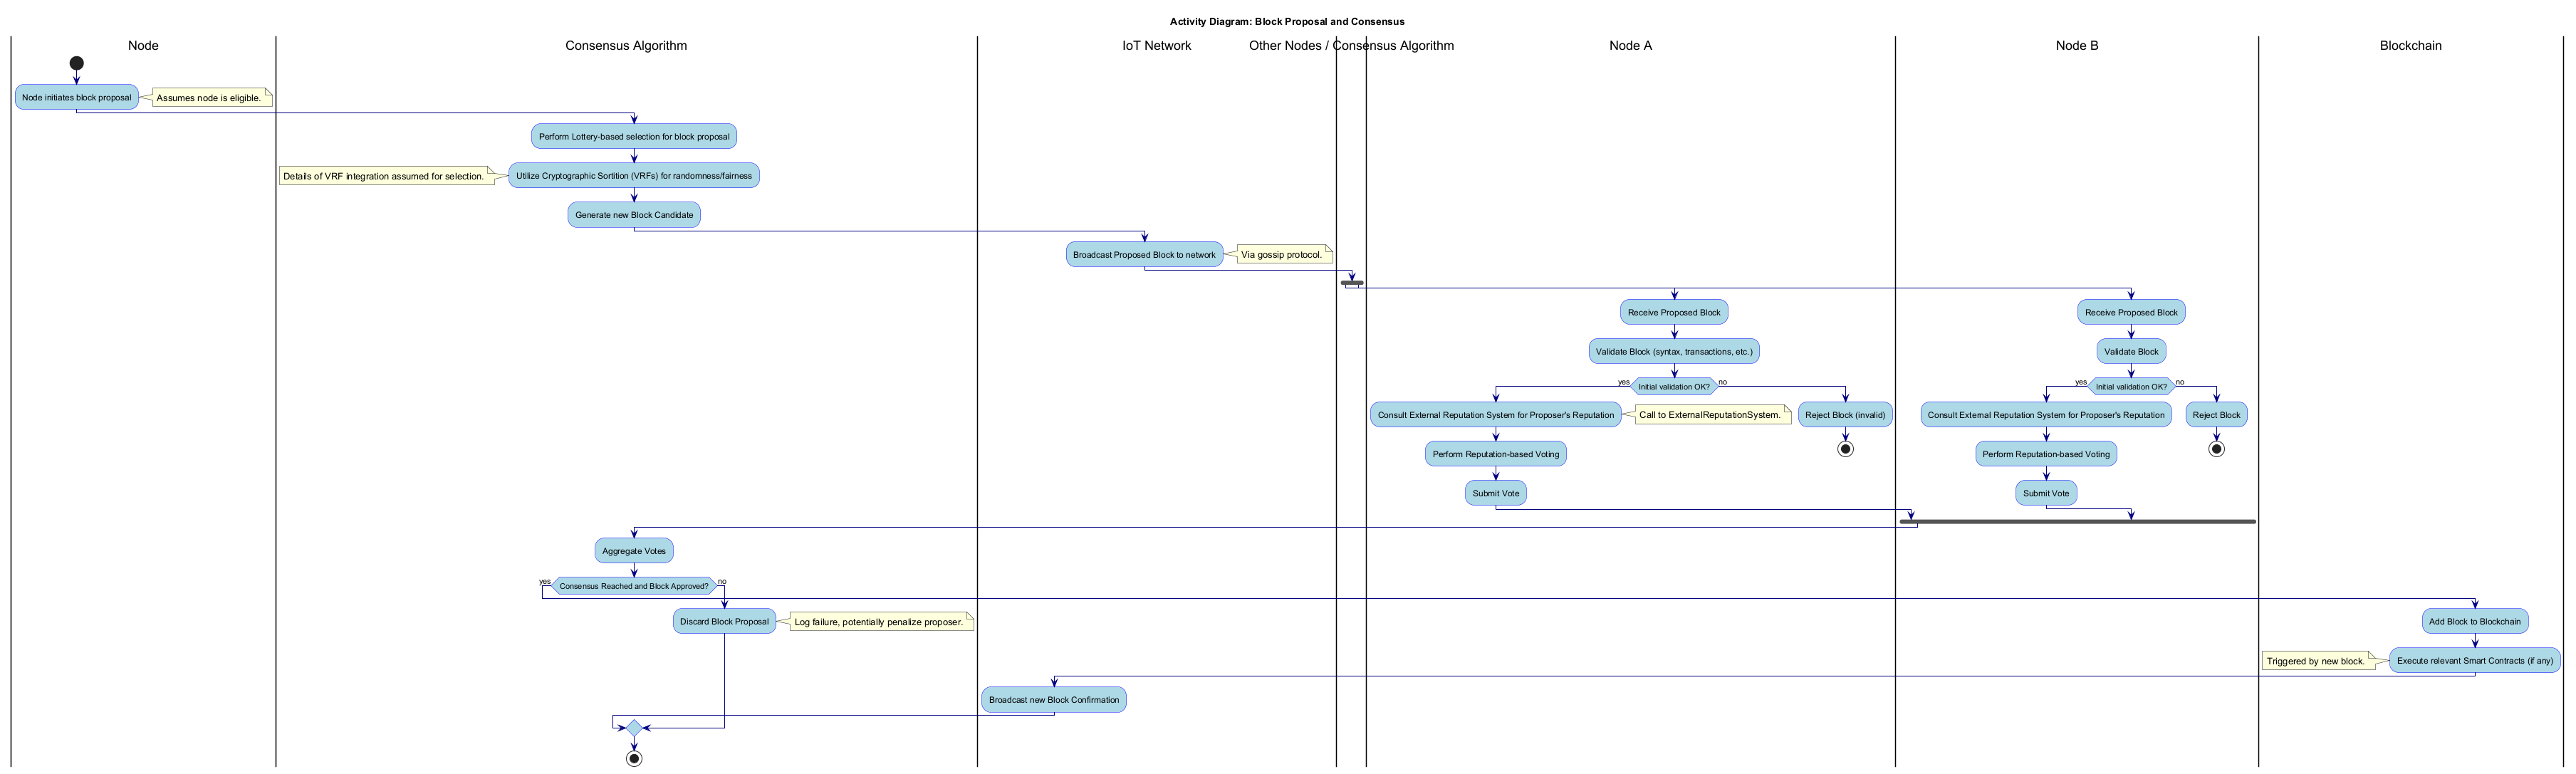 Activity Diagram: Block Proposal and Consensus
Node
Consensus Algorithm
IoT Network
Other Nodes / Consensus Algorithm
Node A
Node B
Blockchain
Node initiates block proposal
Assumes node is eligible.
Perform Lottery-based selection for block proposal
Details of VRF integration assumed for selection.
Utilize Cryptographic Sortition (VRFs) for randomness/fairness
Generate new Block Candidate
Broadcast Proposed Block to network
Via gossip protocol.
Receive Proposed Block
Receive Proposed Block
Validate Block (syntax, transactions, etc.)
Validate Block
yes
Initial validation OK?
no
yes
Initial validation OK?
no
Consult External Reputation System for Proposer's Reputation
Call to ExternalReputationSystem.
Reject Block (invalid)
Consult External Reputation System for Proposer's Reputation
Reject Block
Perform Reputation-based Voting
Perform Reputation-based Voting
Submit Vote
Submit Vote
Aggregate Votes
yes
Consensus Reached and Block Approved?
no
Discard Block Proposal
Log failure, potentially penalize proposer.
Add Block to Blockchain
Triggered by new block.
Execute relevant Smart Contracts (if any)
Broadcast new Block Confirmation